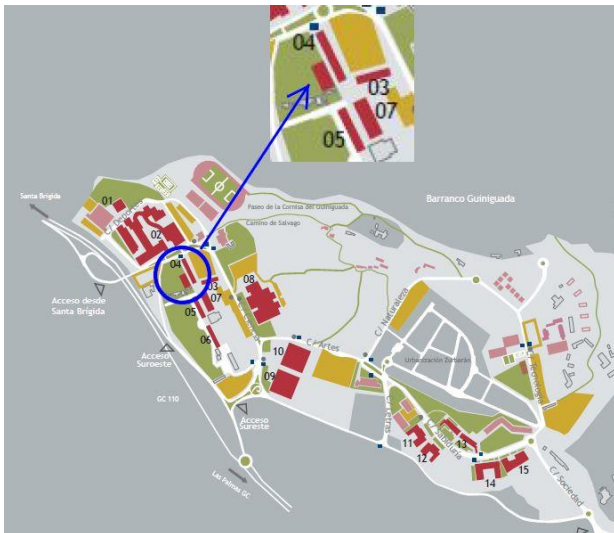 04
03
07
05
Santa Brígida
01
C/ Deportes
02
Paseo de la Cornisa del Guiniguada
Camino de Salvago
Barranco Guiniguada
04
03
07
08
05
06
Acceso desde
Santa Brígida
Acceso
Suroeste
GC 110
10
09
C/ Artes
C/ Naturaleza
Urbanización Zurbarán
C/ Tecnología
C/ Letras
Acceso
Sureste
Las Palmas GC
11
12
C/ Sabiduría
13
14
15
C/ Sociedad